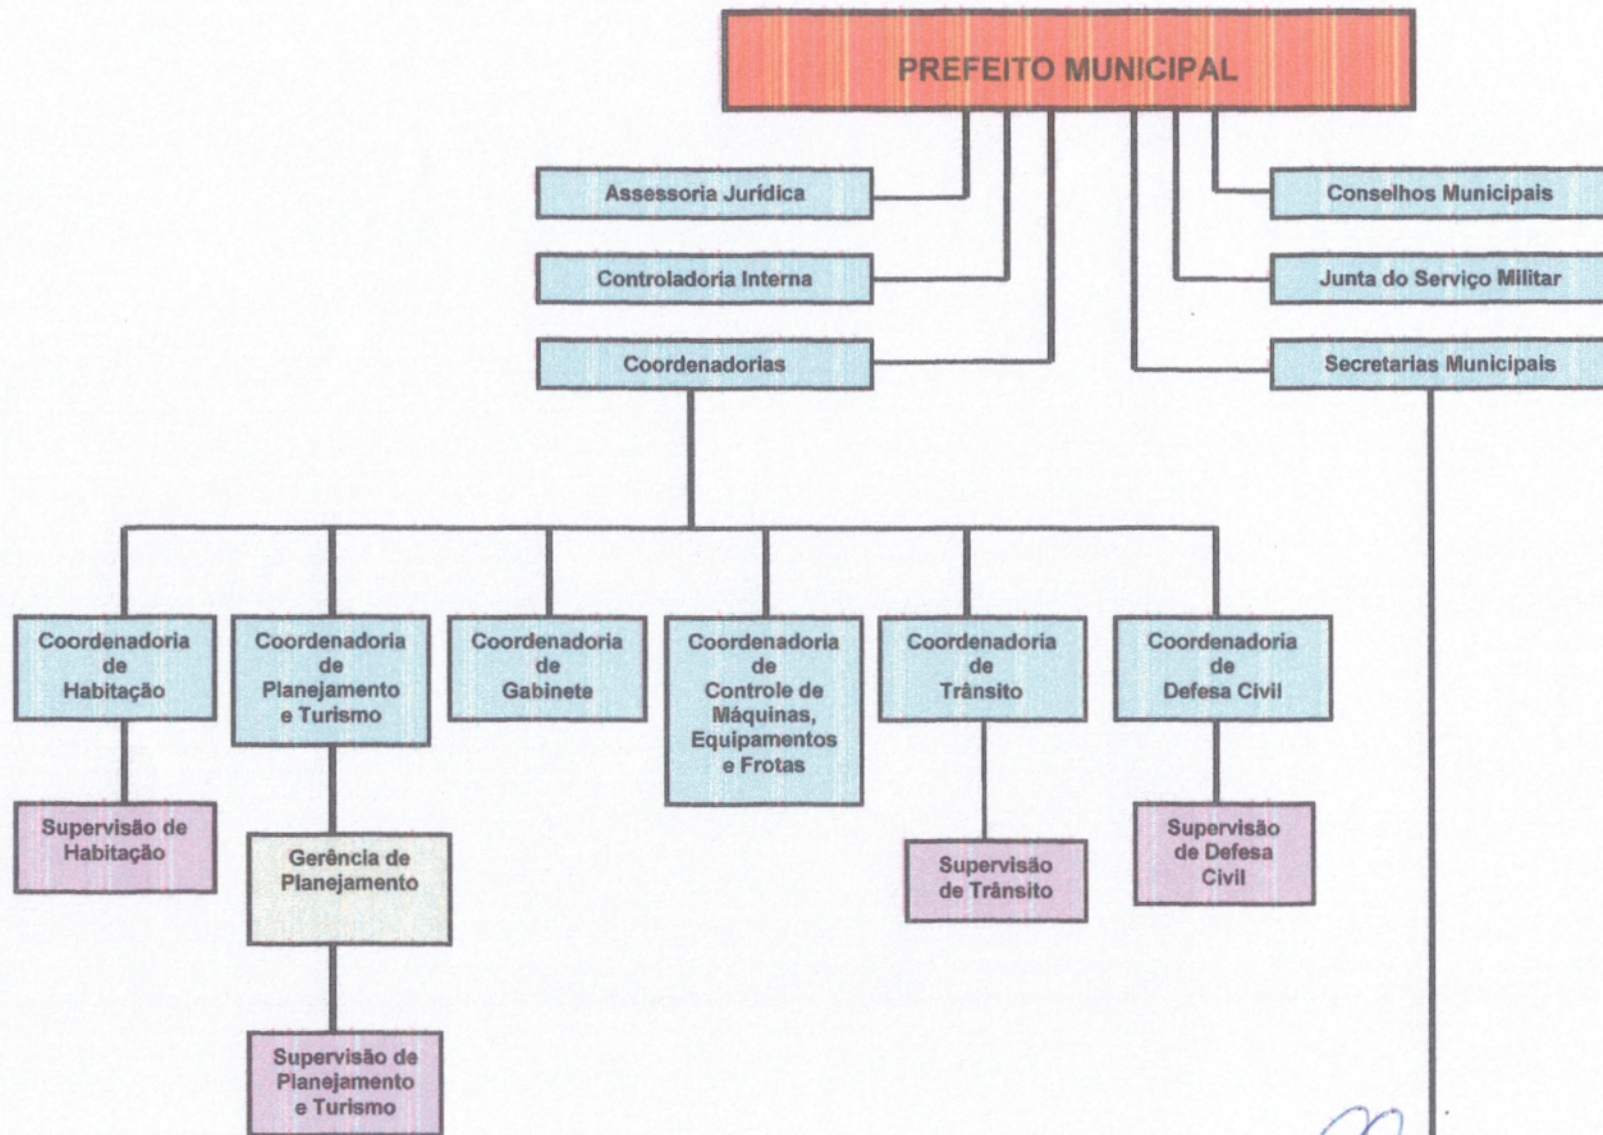 PREFEITO MUNICIPAL
Assessoria Jurídica
Conselhos Municipais
Controladoria Interna
Junta do Serviço Militar
Coordenadorias
Secretarias Municipais
Coordenadoria
de
Habitação
Coordenadoria
de
Planejamento
e Turismo
Coordenadoria
de
Gabinete
Coordenadoria
de
Controle de
Máquinas,
Equipamentos
e Frotas
Coordenadoria
de
Trânsito
Coordenadoria
de
Defesa Civil
Supervisão de
Habitação
Gerência de
Planejamento
Supervisão
de Trânsito
Supervisão
de Defesa
Civil
Supervisão de
Planejamento
e Turismo